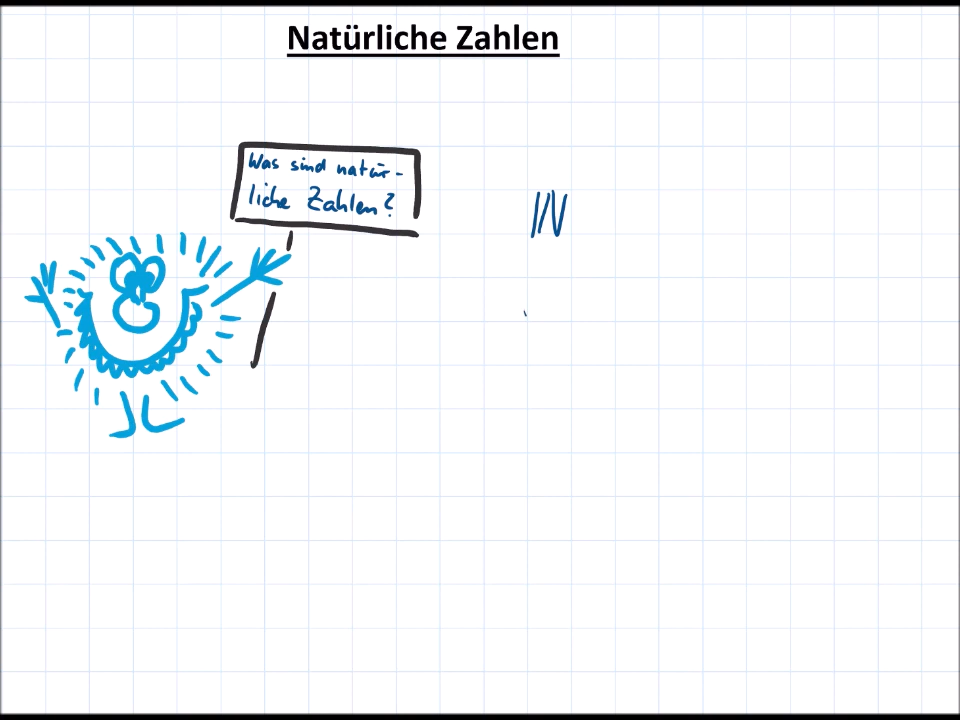 Natürliche Zahlen
Was sind natür-
liche Zahlen?
ℕ